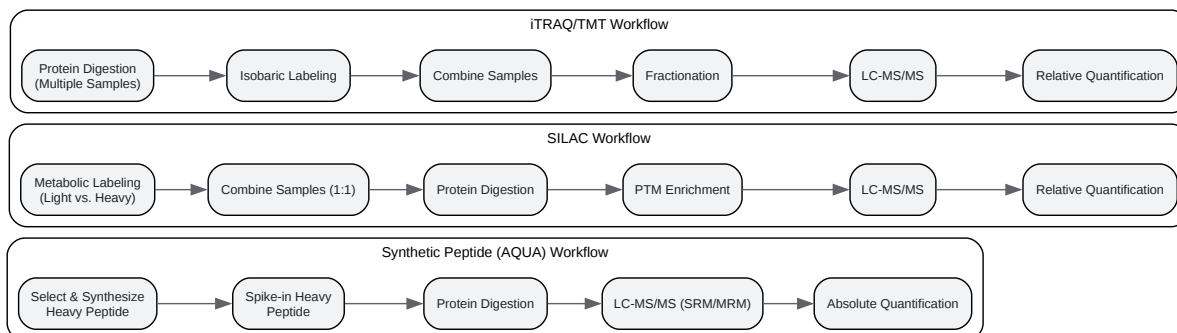 iTRAQ/TMT Workflow
Protein Digestion
(Multiple Samples)
Isobaric Labeling
Combine Samples
Fractionation
LC-MS/MS
Relative Quantification
SILAC Workflow
Metabolic Labeling
(Light vs. Heavy)
Combine Samples (1:1)
Protein Digestion
PTM Enrichment
LC-MS/MS
Relative Quantification
Synthetic Peptide (AQUA) Workflow
Select & Synthesize
Heavy Peptide
Spike-in Heavy
Peptide
Protein Digestion
LC-MS/MS (SRM/MRM)
Absolute Quantification